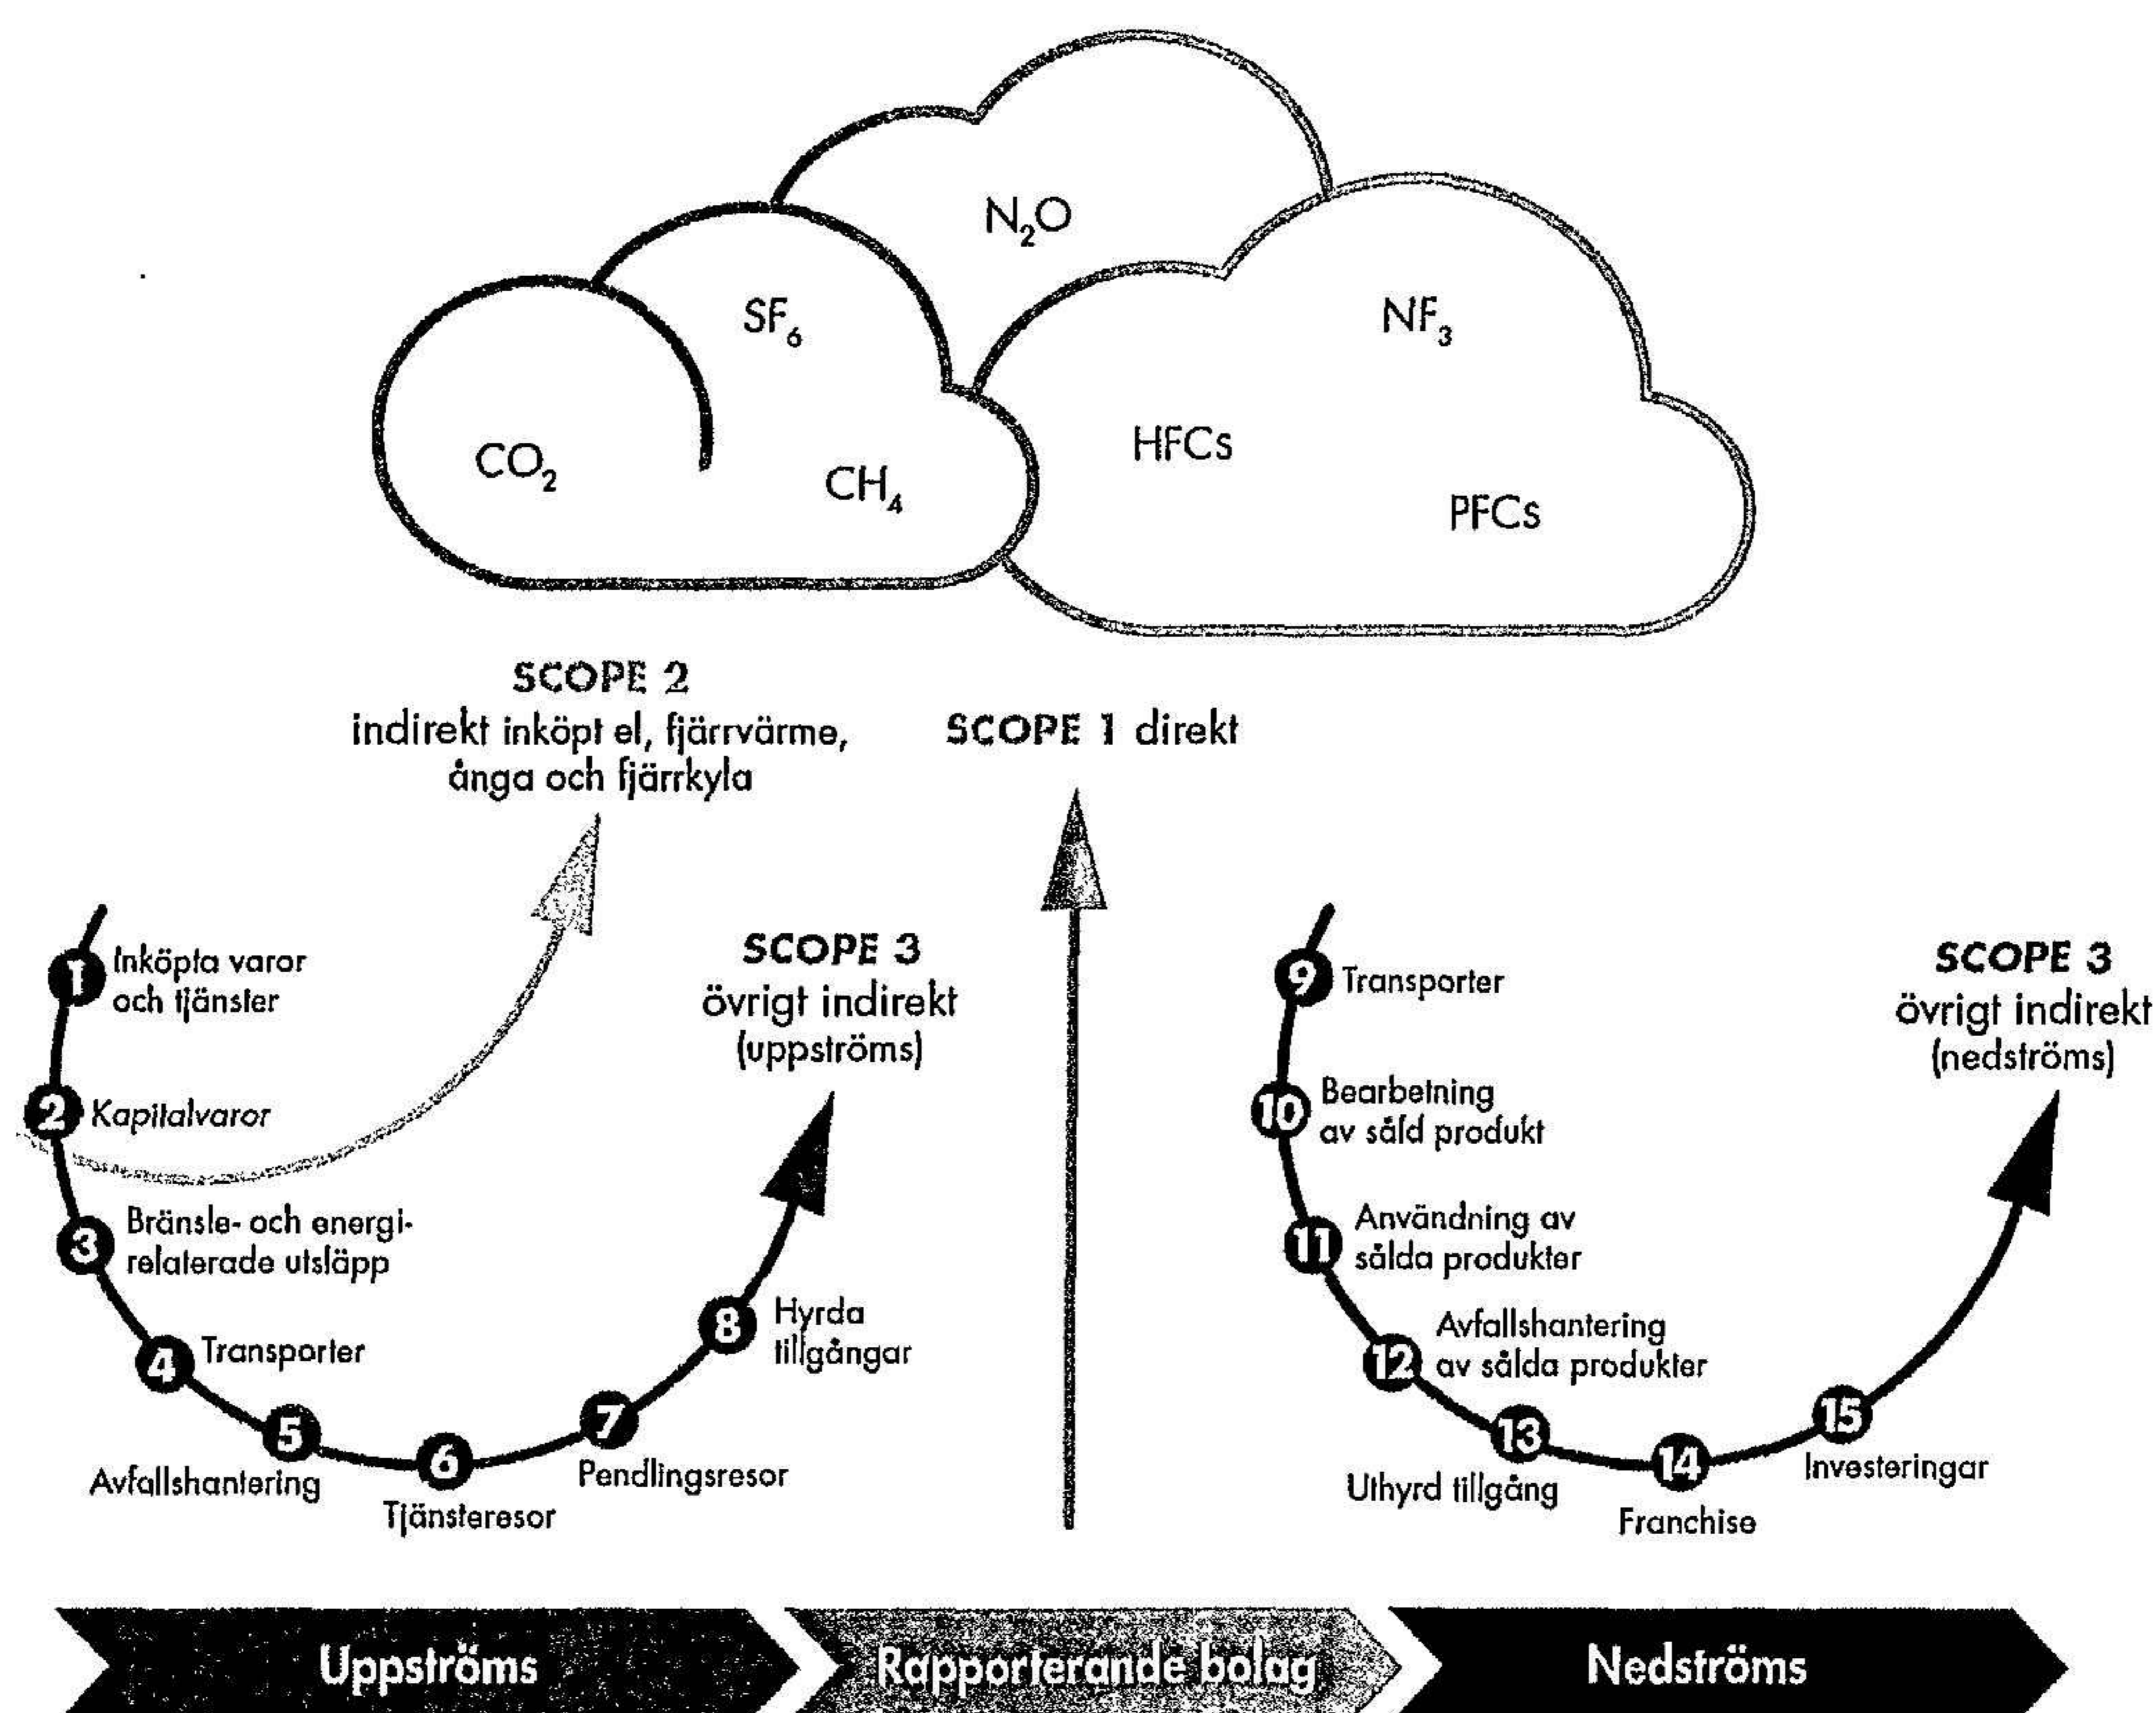 N₂O
SF₆
NF₃
CO₂
CH₄
HFCs
PFCs
SCOPE 2
indirekt inköpt el, fjärrvärme,
ånga och fjärrkyla
SCOPE 1 direkt
SCOPE 3
övrigt indirekt
(uppströms)
SCOPE 3
övrigt indirekt
(nedströms)
1 Inköpta varor
och tjänster
2 Kapitalvaror
3 Bränsle- och energi-
relaterade utsläpp
4 Transporter
5
Avfallshantering
6
Tjänsteresor
7
Pendlingsresor
8 Hyrda
tillgångar
9 Transporter
10 Bearbetning
av såld produkt
11 Användning av
sålda produkter
12 Avfallshantering
av sålda produkter
13
Uthyrd tillgång
14
Franchise
15
Investeringar
Uppströms
Rapporterande bolag
Nedströms